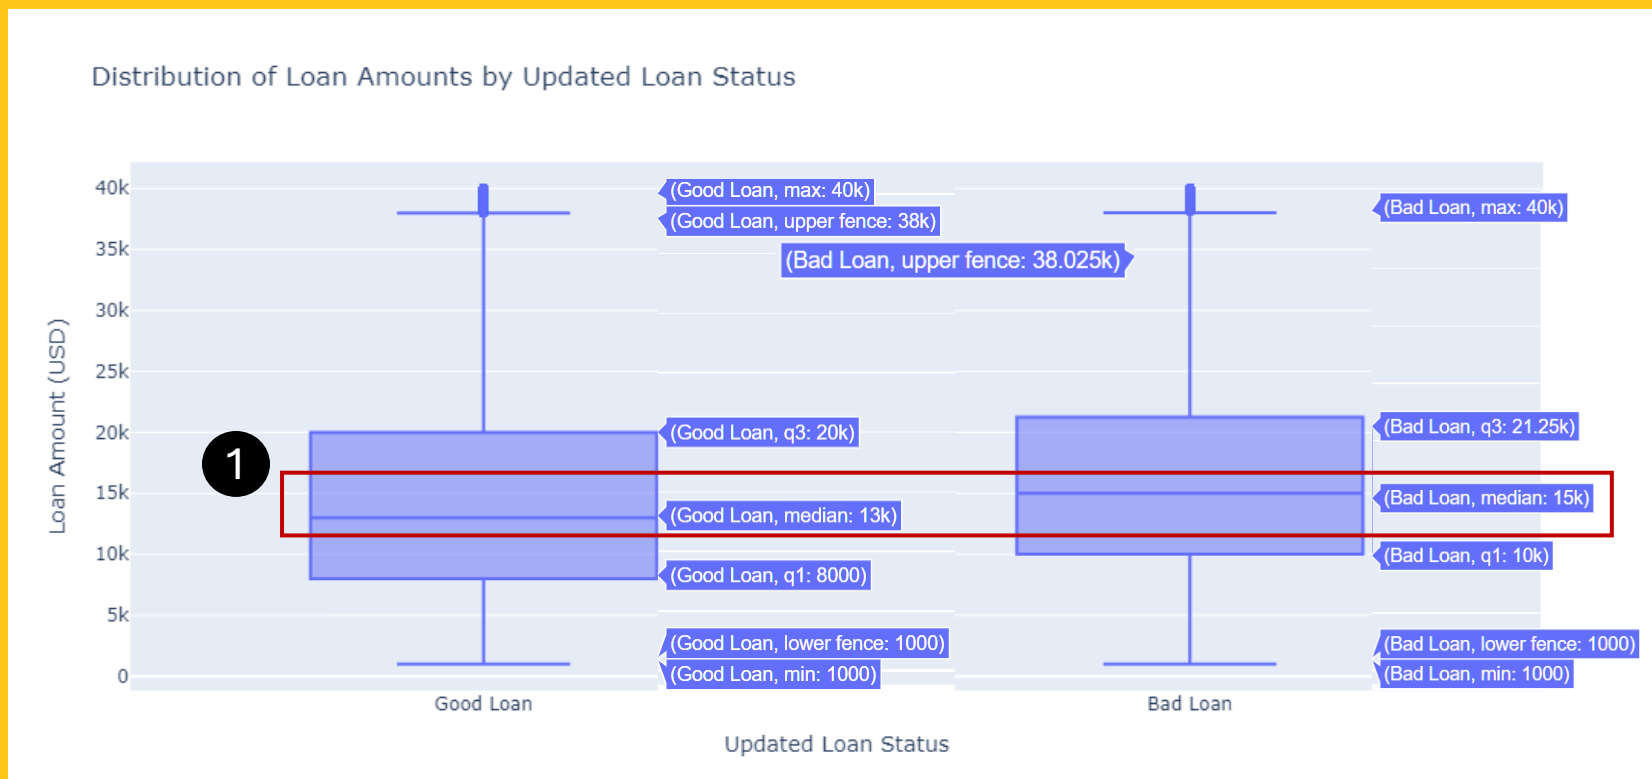 Distribution of Loan Amounts by Updated Loan Status
Loan Amount (USD)
40k
35k
30k
25k
20k
15k
10k
5k
0
1
(Good Loan, max: 40k)
(Good Loan, upper fence: 38k)
(Good Loan, q3: 20k)
(Good Loan, median: 13k)
(Good Loan, q1: 8000)
(Good Loan, lower fence: 1000)
(Good Loan, min: 1000)
(Bad Loan, max: 40k)
(Bad Loan, upper fence: 38.025k)
(Bad Loan, q3: 21.25k)
(Bad Loan, median: 15k)
(Bad Loan, q1: 10k)
(Bad Loan, lower fence: 1000)
(Bad Loan, min: 1000)
Good Loan
Bad Loan
Updated Loan Status